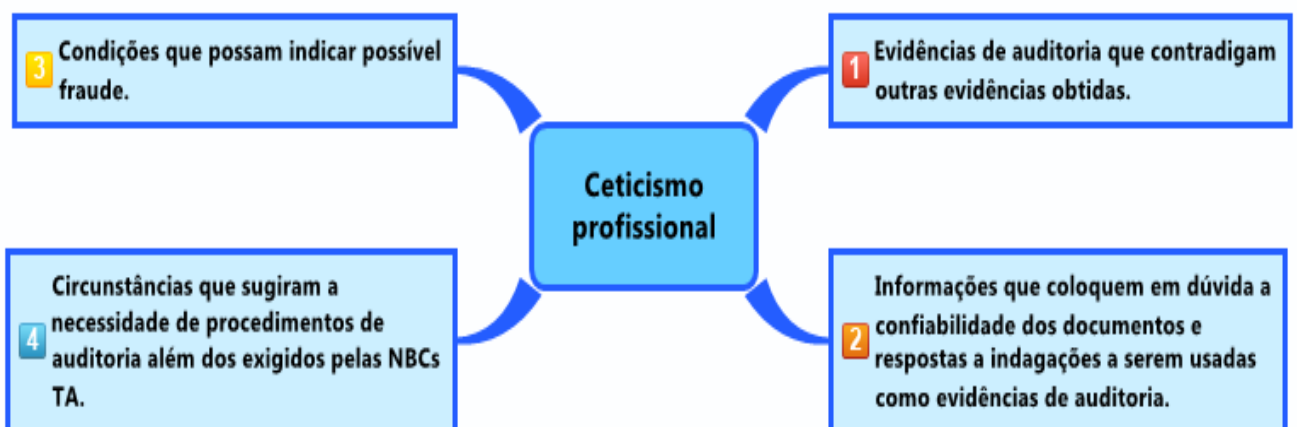 Ceticismo
profissional
1
Evidências de auditoria que contradigam
outras evidências obtidas.
2
Informações que coloquem em dúvida a
confiabilidade dos documentos e
respostas a indagações a serem usadas
como evidências de auditoria.
3
Condições que possam indicar possível
fraude.
4
Circunstâncias que sugiram a
necessidade de procedimentos de
auditoria além dos exigidos pelas NBCs
TA.